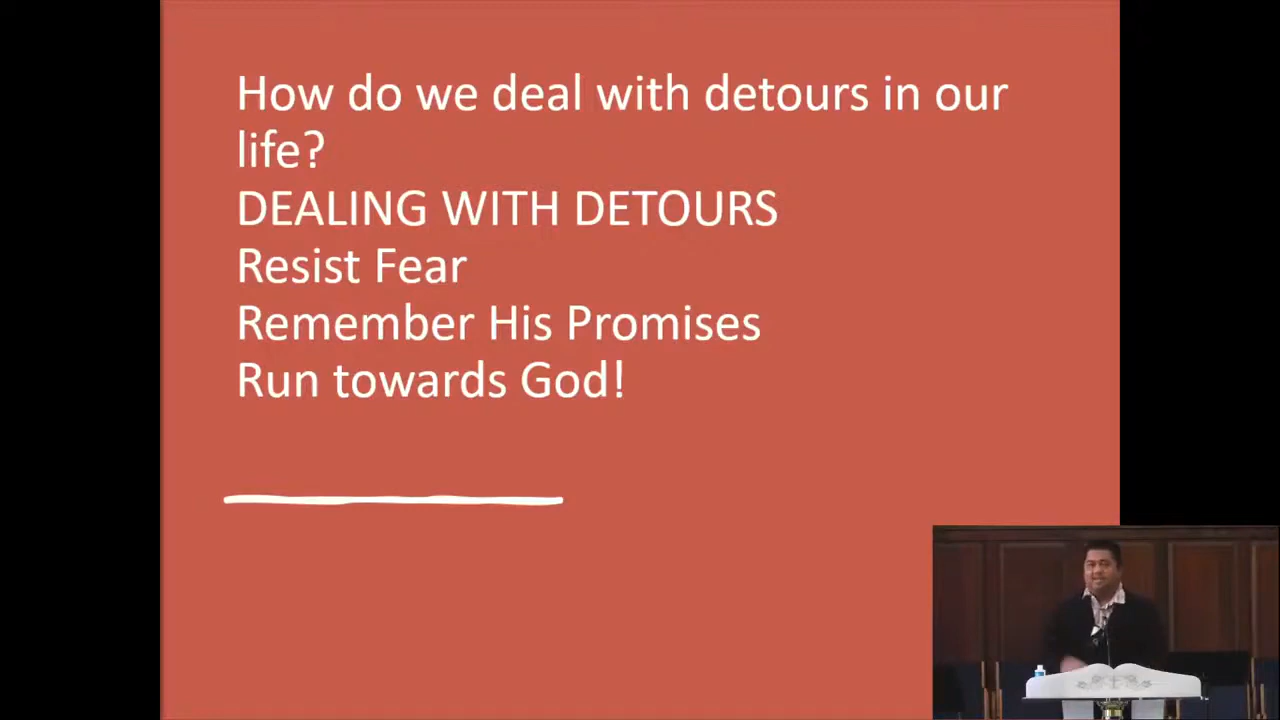 How do we deal with detours in our
life?
DEALING WITH DETOURS
Resist Fear
Remember His Promises
Run towards God!